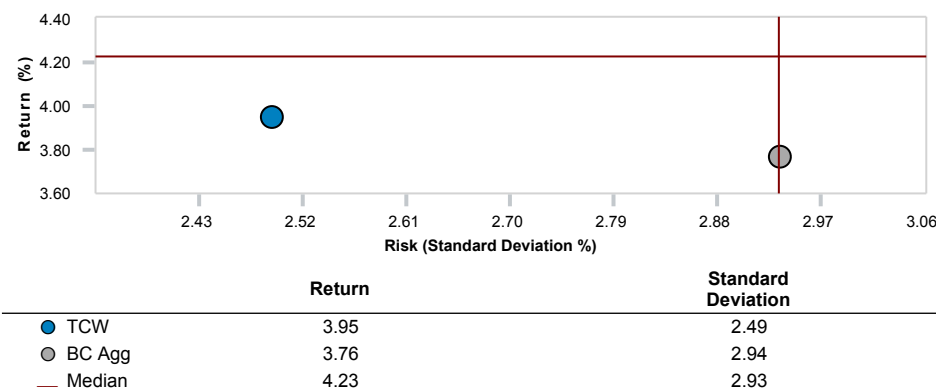 4.40
4.20
4.00
3.80
3.60
Return (%)
2.43 2.52 2.61 2.70 2.79 2.88 2.97 3.06
Risk (Standard Deviation %)
Return Standard
Deviation
TCW 3.95 2.49
BC Agg 3.76 2.94
Median 4.23 2.93